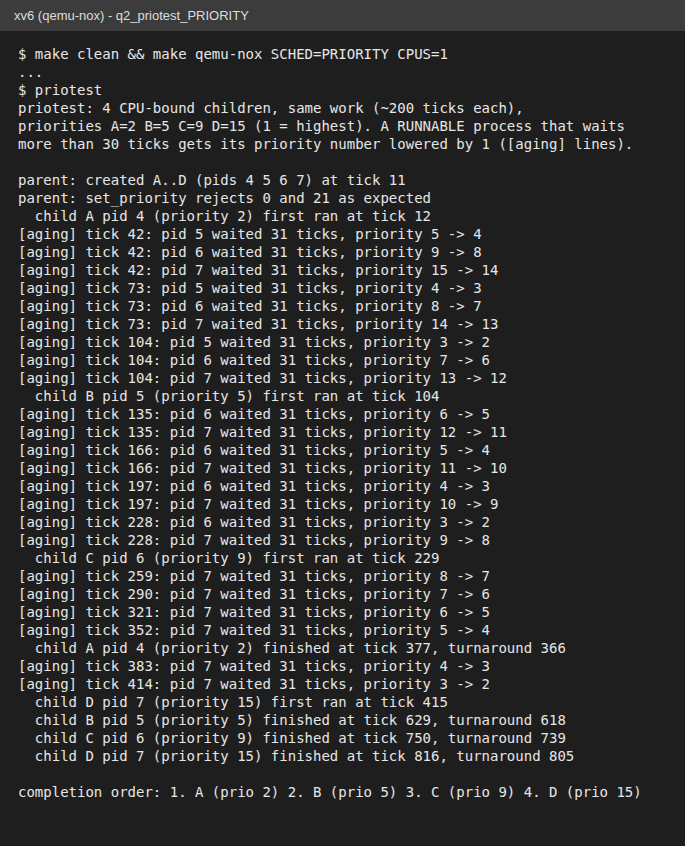 xv6 (qemu-nox) - q2_priotest_PRIORITY
$ make clean && make qemu-nox SCHED=PRIORITY CPUS=1
...
$ priotest
priotest: 4 CPU-bound children, same work (~200 ticks each),
priorities A=2 B=5 C=9 D=15 (1 = highest). A RUNNABLE process that waits
more than 30 ticks gets its priority number lowered by 1 ([aging] lines).

parent: created A..D (pids 4 5 6 7) at tick 11
parent: set_priority rejects 0 and 21 as expected
  child A pid 4 (priority 2) first ran at tick 12
[aging] tick 42: pid 5 waited 31 ticks, priority 5 -> 4
[aging] tick 42: pid 6 waited 31 ticks, priority 9 -> 8
[aging] tick 42: pid 7 waited 31 ticks, priority 15 -> 14
[aging] tick 73: pid 5 waited 31 ticks, priority 4 -> 3
[aging] tick 73: pid 6 waited 31 ticks, priority 8 -> 7
[aging] tick 73: pid 7 waited 31 ticks, priority 14 -> 13
[aging] tick 104: pid 5 waited 31 ticks, priority 3 -> 2
[aging] tick 104: pid 6 waited 31 ticks, priority 7 -> 6
[aging] tick 104: pid 7 waited 31 ticks, priority 13 -> 12
  child B pid 5 (priority 5) first ran at tick 104
[aging] tick 135: pid 6 waited 31 ticks, priority 6 -> 5
[aging] tick 135: pid 7 waited 31 ticks, priority 12 -> 11
[aging] tick 166: pid 6 waited 31 ticks, priority 5 -> 4
[aging] tick 166: pid 7 waited 31 ticks, priority 11 -> 10
[aging] tick 197: pid 6 waited 31 ticks, priority 4 -> 3
[aging] tick 197: pid 7 waited 31 ticks, priority 10 -> 9
[aging] tick 228: pid 6 waited 31 ticks, priority 3 -> 2
[aging] tick 228: pid 7 waited 31 ticks, priority 9 -> 8
  child C pid 6 (priority 9) first ran at tick 229
[aging] tick 259: pid 7 waited 31 ticks, priority 8 -> 7
[aging] tick 290: pid 7 waited 31 ticks, priority 7 -> 6
[aging] tick 321: pid 7 waited 31 ticks, priority 6 -> 5
[aging] tick 352: pid 7 waited 31 ticks, priority 5 -> 4
  child A pid 4 (priority 2) finished at tick 377, turnaround 366
[aging] tick 383: pid 7 waited 31 ticks, priority 4 -> 3
[aging] tick 414: pid 7 waited 31 ticks, priority 3 -> 2
  child D pid 7 (priority 15) first ran at tick 415
  child B pid 5 (priority 5) finished at tick 629, turnaround 618
  child C pid 6 (priority 9) finished at tick 750, turnaround 739
  child D pid 7 (priority 15) finished at tick 816, turnaround 805

completion order: 1. A (prio 2) 2. B (prio 5) 3. C (prio 9) 4. D (prio 15)